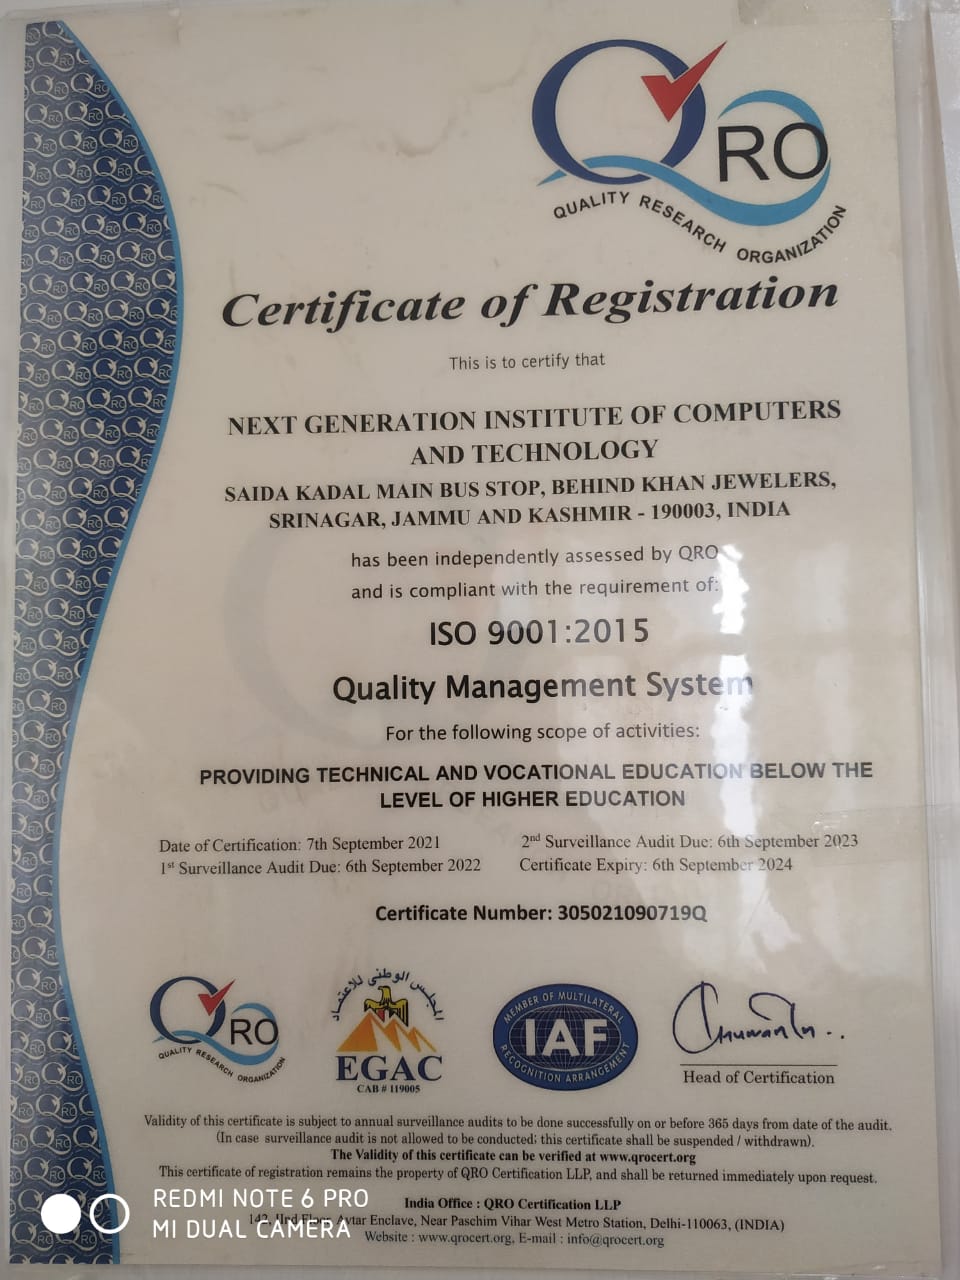 QRO
QUALITY RESEARCH ORGANIZATION
Certificate of Registration
This is to certify that
NEXT GENERATION INSTITUTE OF COMPUTERS
AND TECHNOLOGY
SAIDA KADAL MAIN BUS STOP, BEHIND KHAN JEWELERS,
SRINAGAR, JAMMU AND KASHMIR - 190003, INDIA
has been independently assessed by QRO
and is compliant with the requirement of:
ISO 9001:2015
Quality Management System
For the following scope of activities:
PROVIDING TECHNICAL AND VOCATIONAL EDUCATION BELOW THE
LEVEL OF HIGHER EDUCATION
Date of Certification: 7th September 2021
2nd Surveillance Audit Due: 6th September 2023
1st Surveillance Audit Due: 6th September 2022
Certificate Expiry: 6th September 2024
Certificate Number: 305021090719Q
QRO
QUALITY RESEARCH ORGANIZATION
المجلس الوطنى للاعتماد
EGAC
CAB # 119005
MEMBER OF MULTILATERAL
IAF
RECOGNITION ARRANGEMENT
Head of Certification
Validity of this certificate is subject to annual surveillance audits to be done successfully on or before 365 days from date of the audit.
(In case surveillance audit is not allowed to be conducted; this certificate shall be suspended / withdrawn).
The Validity of this certificate can be verified at www.qrocert.org
This certificate of registration remains the property of QRO Certification LLP, and shall be returned immediately upon request.
India Office : QRO Certification LLP
Avtar Enclave, Near Paschim Vihar West Metro Station, Delhi-110063, (INDIA)
Website : www.qrocert.org, E-mail : info@qrocert.org
REDMI NOTE 6 PRO
MI DUAL CAMERA